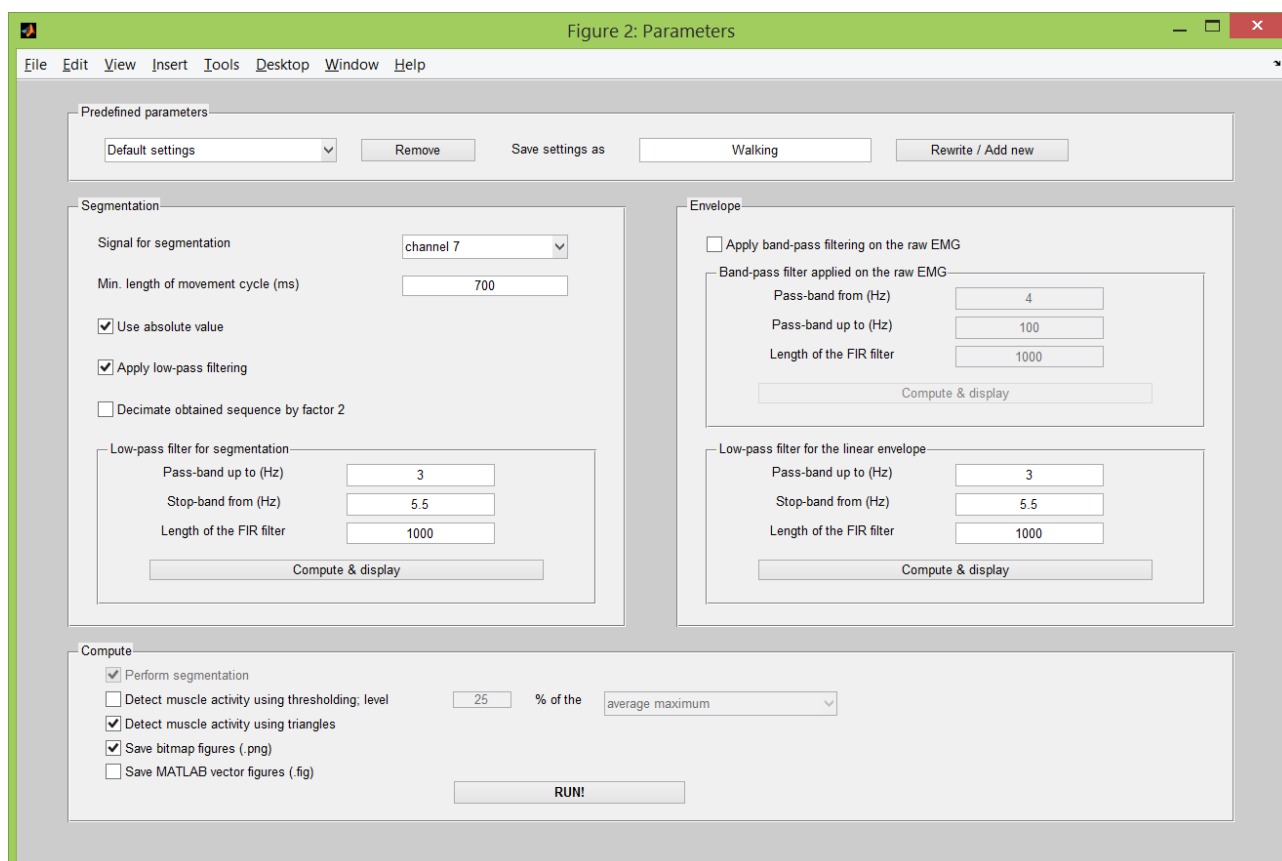 Figure 2: Parameters
File Edit View Insert Tools Desktop Window Help
Predefined parameters
Default settings Remove Save settings as Walking Rewrite / Add new
Segmentation
Signal for segmentation channel 7
Min. length of movement cycle (ms) 700
Use absolute value
Apply low-pass filtering
Decimate obtained sequence by factor 2
Low-pass filter for segmentation
Pass-band up to (Hz) 3
Stop-band from (Hz) 5.5
Length of the FIR filter 1000
Compute & display
Envelope
Apply band-pass filtering on the raw EMG
Band-pass filter applied on the raw EMG
Pass-band from (Hz) 4
Pass-band up to (Hz) 100
Length of the FIR filter 1000
Compute & display
Low-pass filter for the linear envelope
Pass-band up to (Hz) 3
Stop-band from (Hz) 5.5
Length of the FIR filter 1000
Compute & display
Compute
Perform segmentation
Detect muscle activity using thresholding; level 25 % of the average maximum
Detect muscle activity using triangles
Save bitmap figures (.png)
Save MATLAB vector figures (.fig)
RUN!